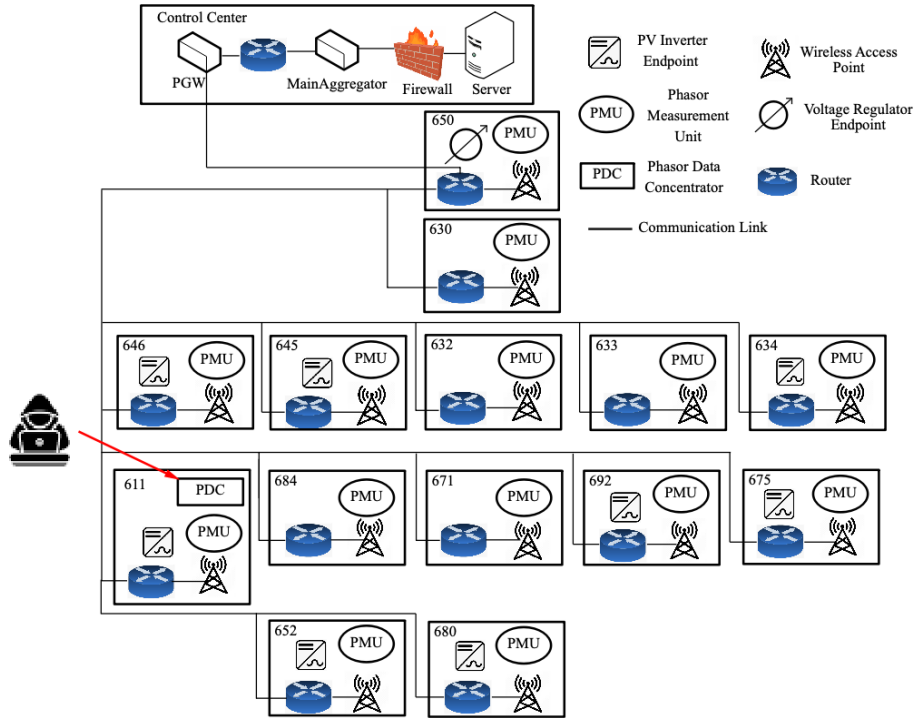 Control Center
PGW
MainAggregator
Firewall
Server
PV Inverter
Endpoint
Wireless Access
Point
PMU
Phasor
Measurement
Unit
Voltage Regulator
Endpoint
PDC
Phasor Data
Concentrator
Router
Communication Link
650
PMU
630
PMU
646
PMU
645
PMU
632
PMU
633
PMU
634
PMU
611
PDC
PMU
684
PMU
671
PMU
692
PMU
675
PMU
652
PMU
680
PMU